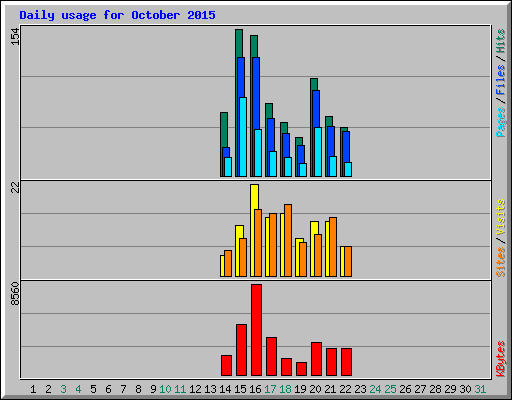 Daily usage for October 2015
154
22
8560
Pages/Files/Hits
Sites/Visits
KBytes
1 2 3 4 5 6 7 8 9 10 11 12 13 14 15 16 17 18 19 20 21 22 23 24 25 26 27 28 29 30 31